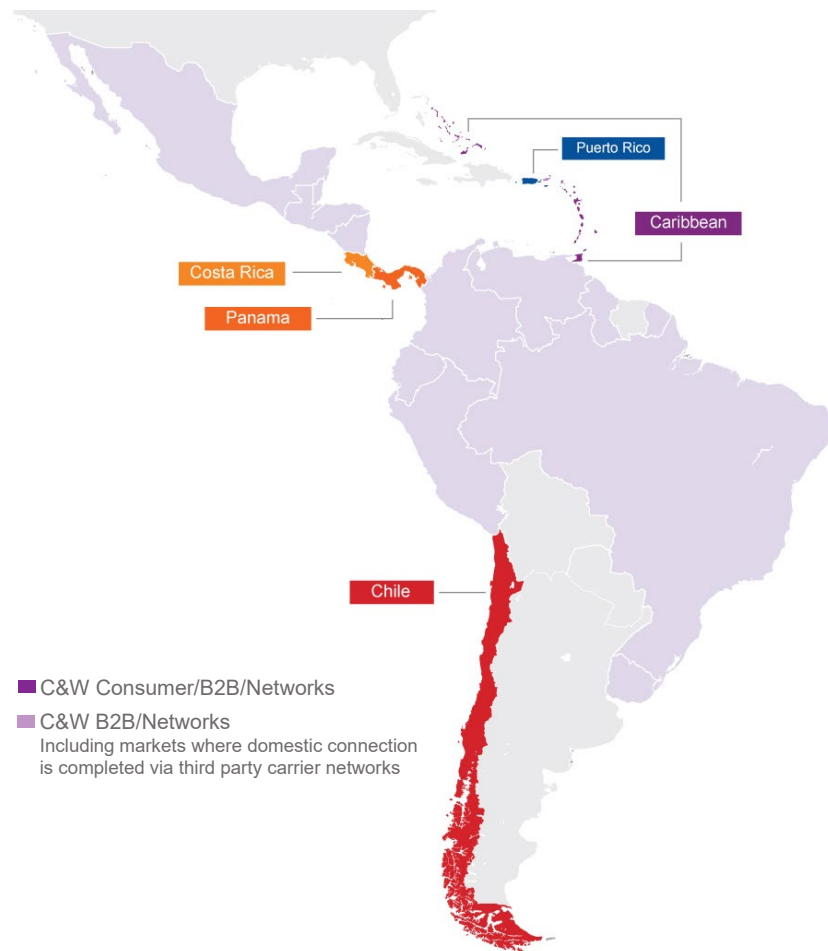 Puerto Rico
Caribbean
Costa Rica
Panama
Chile
C&W Consumer/B2B/Networks
C&W B2B/Networks
Including markets where domestic connection
is completed via third party carrier networks